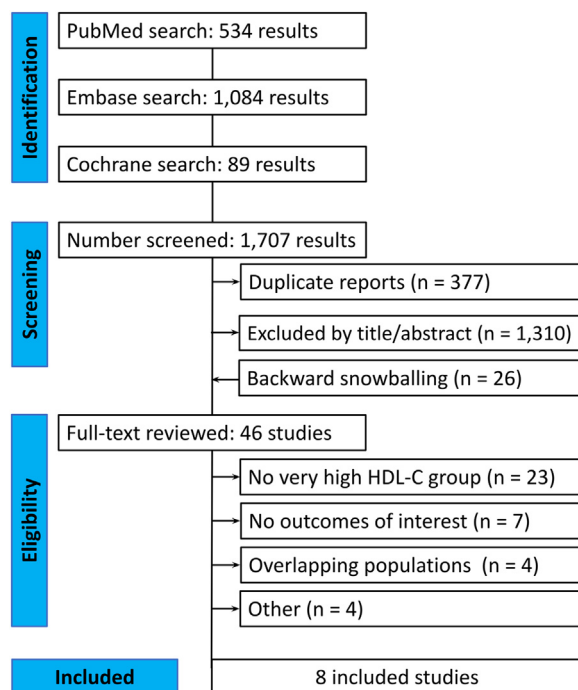 Identification
PubMed search: 534 results
Embase search: 1,084 results
Cochrane search: 89 results
Screening
Number screened: 1,707 results
Duplicate reports (n = 377)
Excluded by title/abstract (n = 1,310)
Backward snowballing (n = 26)
Eligibility
Full-text reviewed: 46 studies
No very high HDL-C group (n = 23)
No outcomes of interest (n = 7)
Overlapping populations (n = 4)
Other (n = 4)
Included
8 included studies